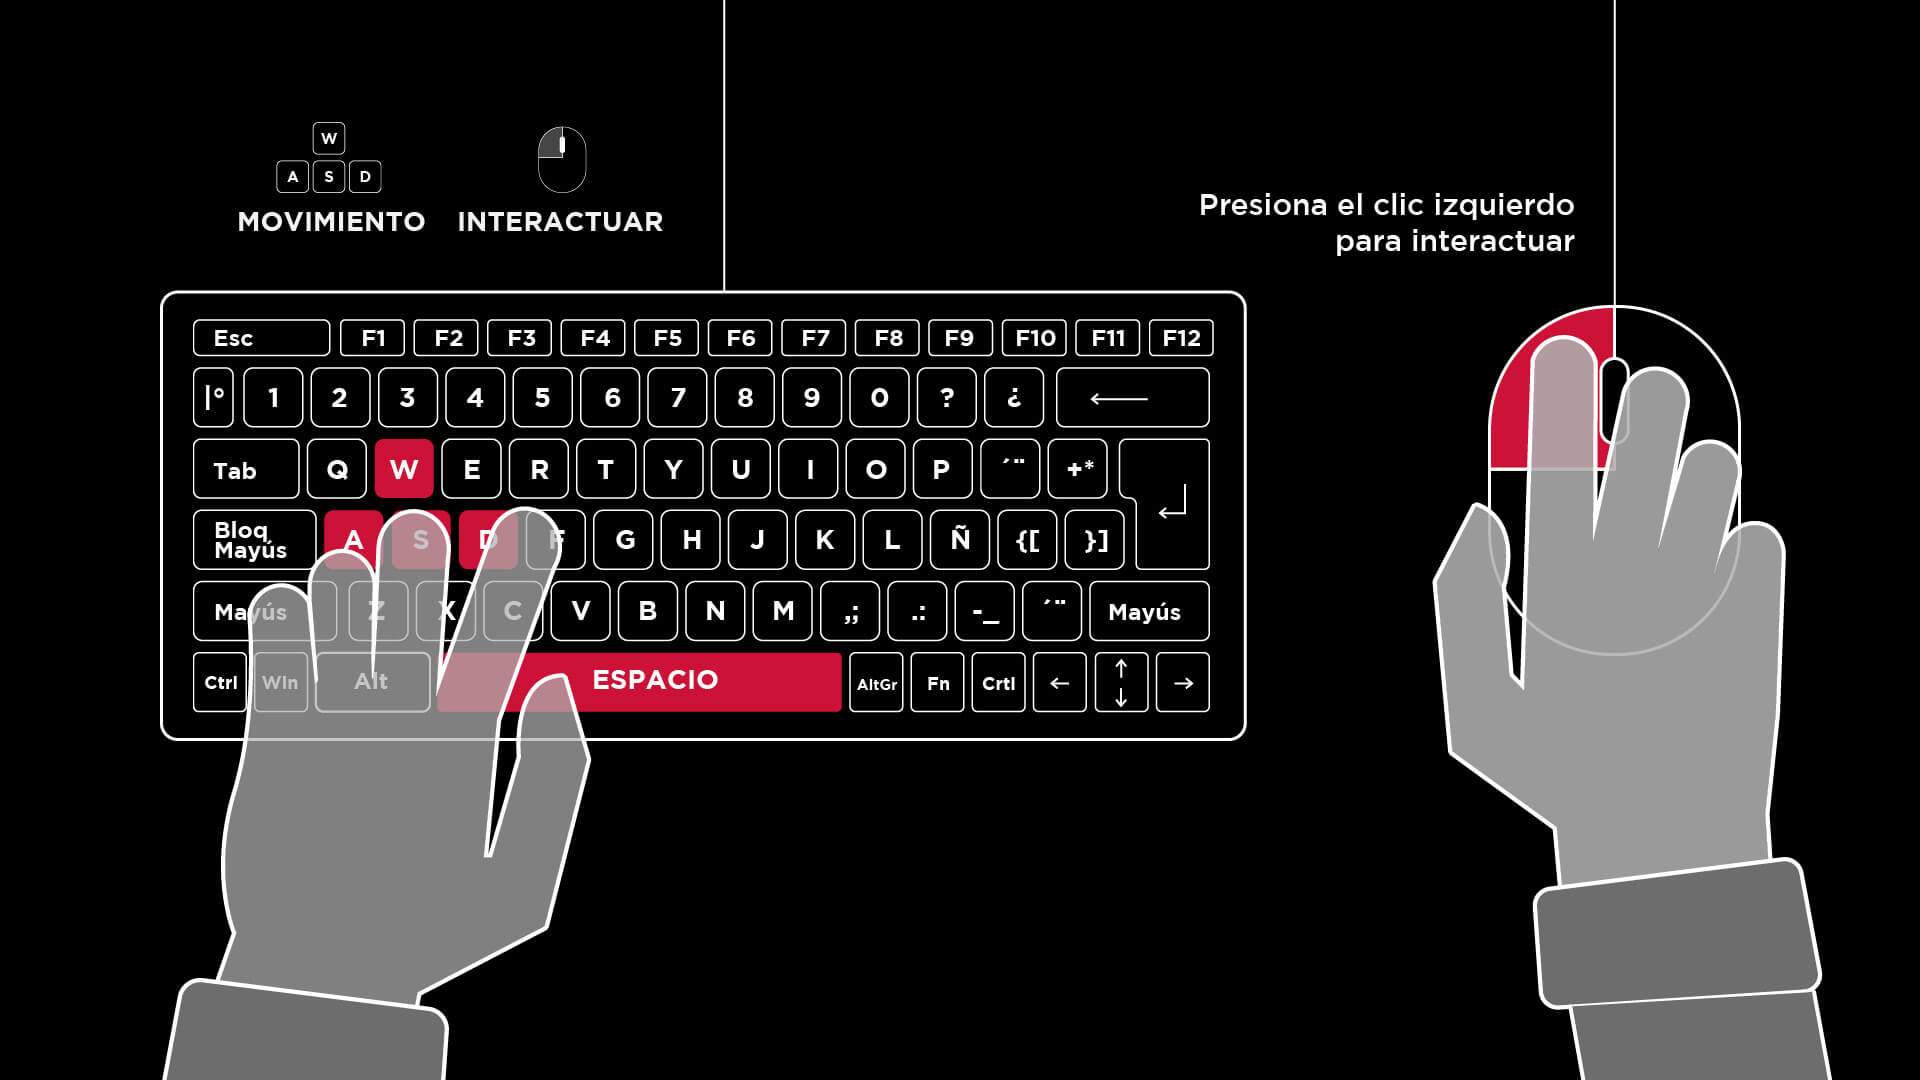 W
A S D
MOVIMIENTO INTERACTUAR
Presiona el clic izquierdo
para interactuar
Esc F1 F2 F3 F4 F5 F6 F7 F8 F9 F10 F11 F12
|° 1 2 3 4 5 6 7 8 9 0 ? ¿ ←
Tab Q W E R T Y U I O P ´¨ +*
Bloq
Mayús A S D F G H J K L Ñ {[ }] ↵
Mayús Z X C V B N M ,; .: -_ ´¨ Mayús
Ctrl WIn Alt ESPACIO AltGr Fn Crtl ← ↑ ↓ →